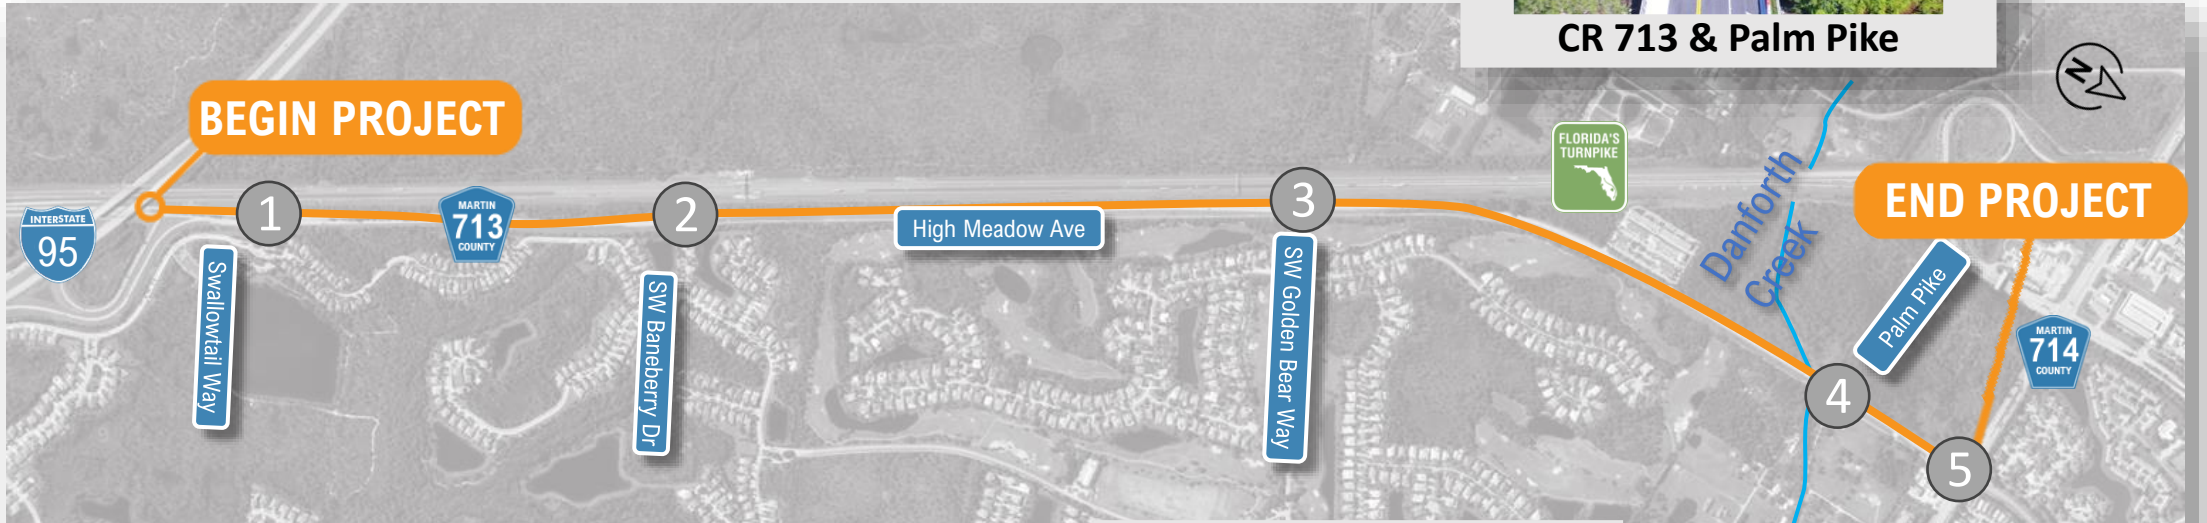 CR 713 & Palm Pike
N
BEGIN PROJECT
FLORIDA'S
TURNPIKE
END PROJECT
INTERSTATE
95
1
MARTIN
713
COUNTY
2
High Meadow Ave
3
Danforth
Creek
Swallowtail Way
SW Baneberry Dr
SW Golden Bear Way
Palm Pike
MARTIN
714
COUNTY
4
5